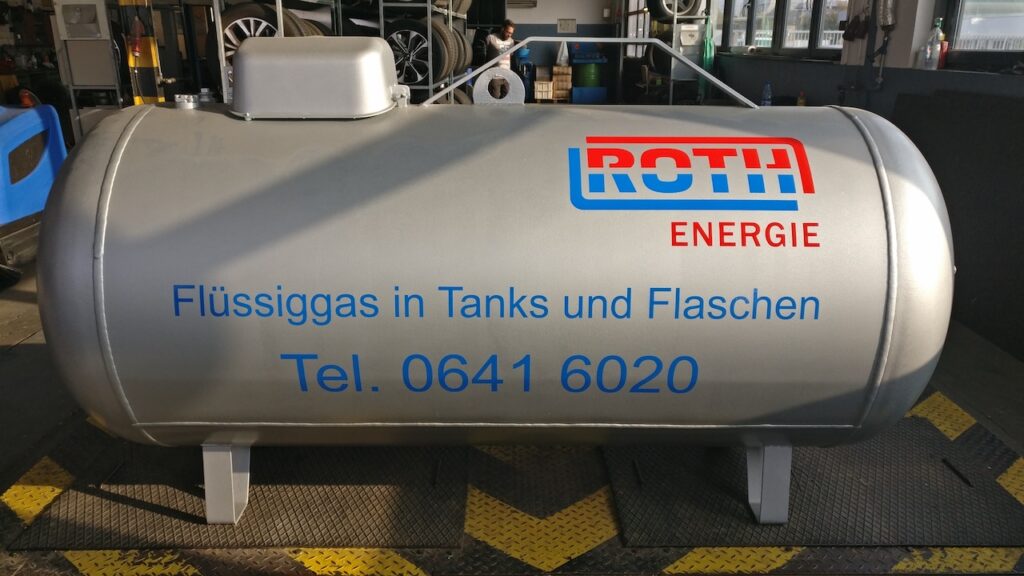 ROTH
ENERGIE
Flüssiggas in Tanks und Flaschen
Tel. 0641 6020